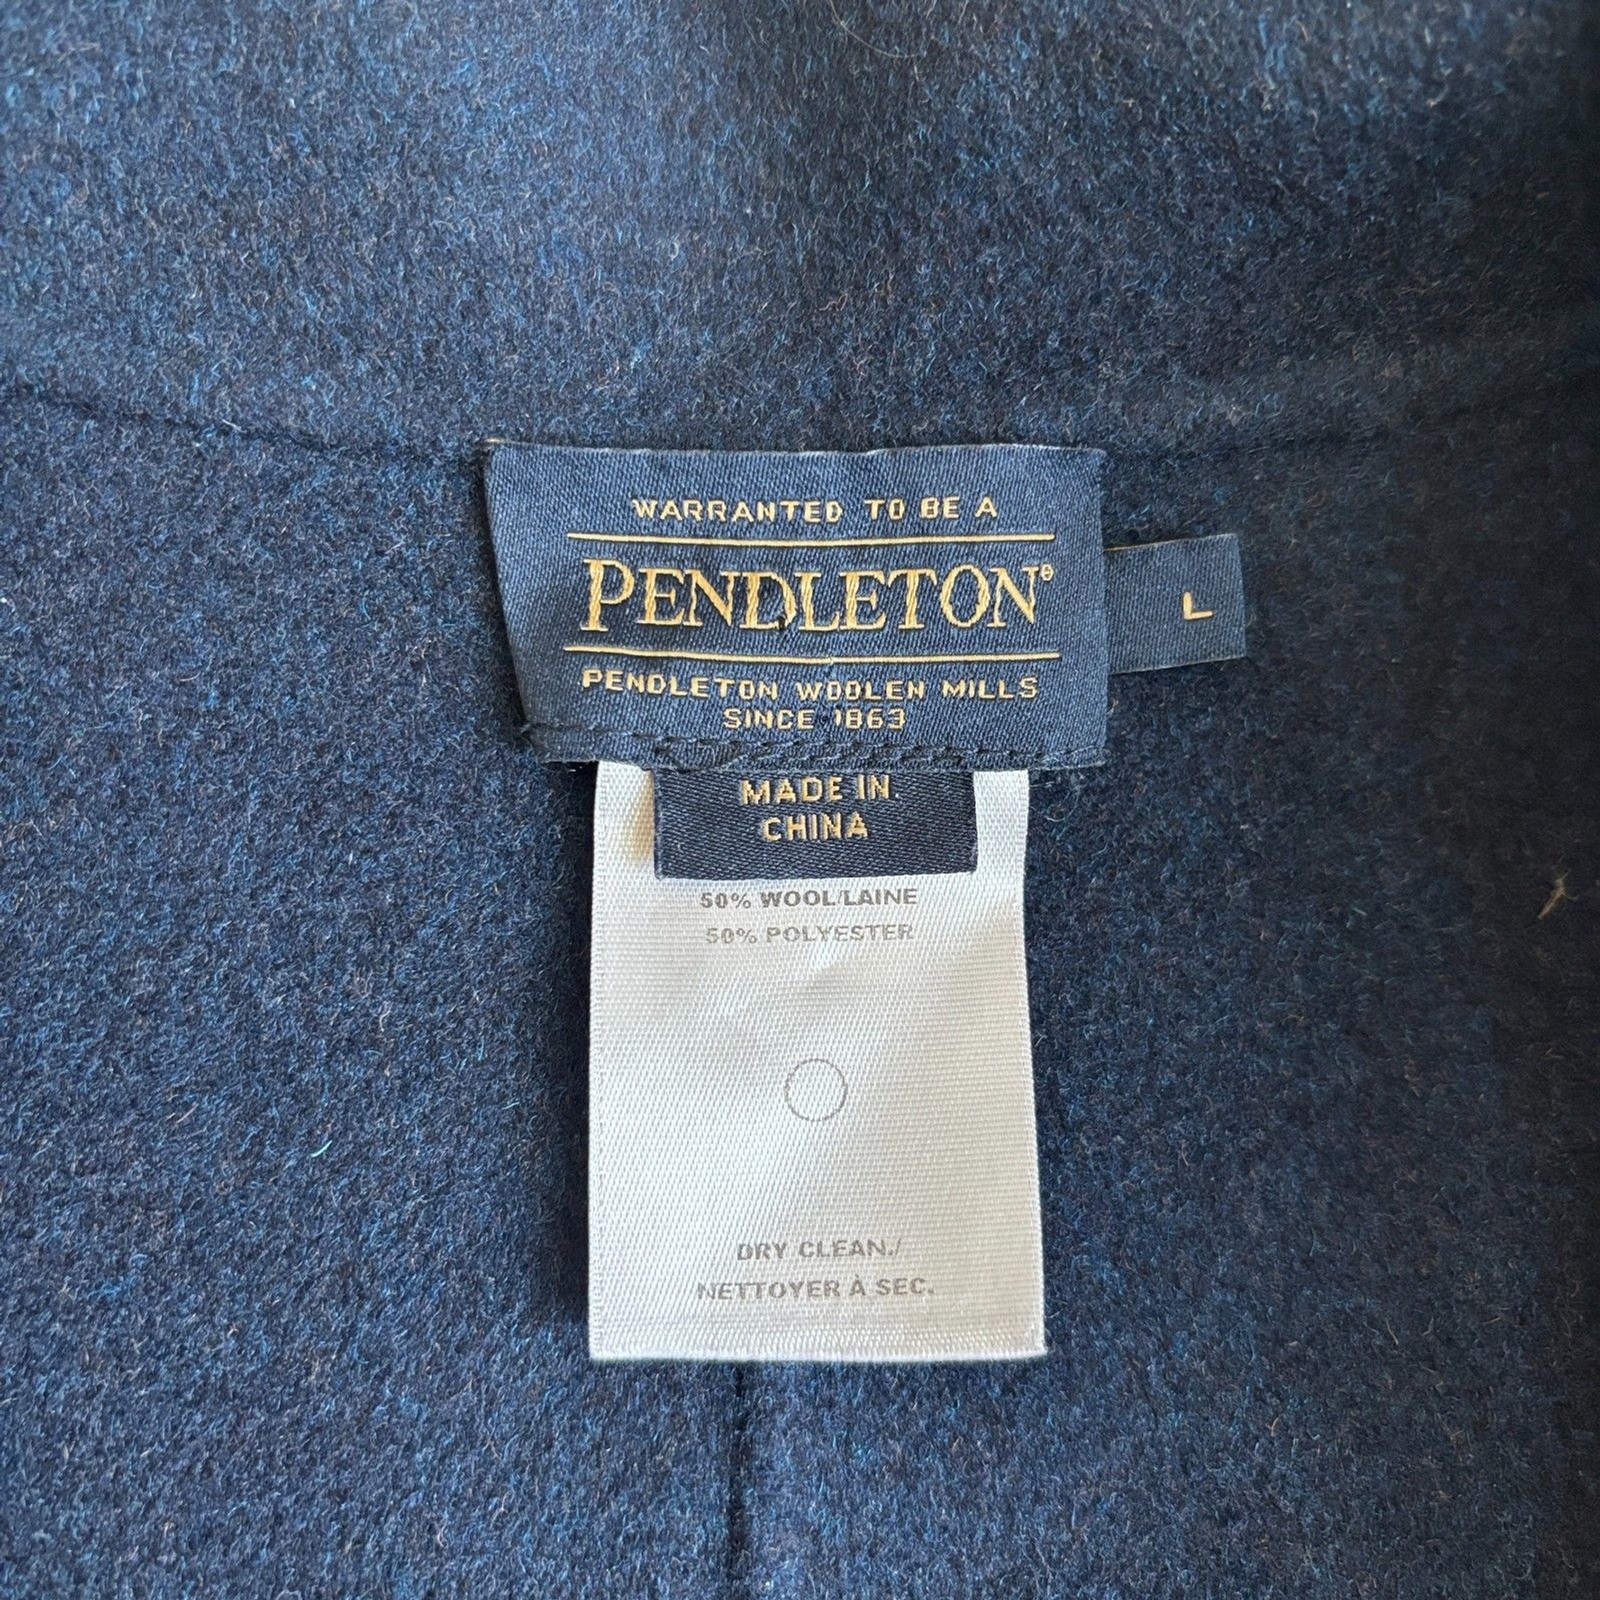 WARRANTED TO BE A
PENDLETON®
L
PENDLETON WOOLEN MILLS
SINCE 1863
MADE IN
CHINA
50% WOOL/LAINE
50% POLYESTER
DRY CLEAN./
NETTOYER À SEC.